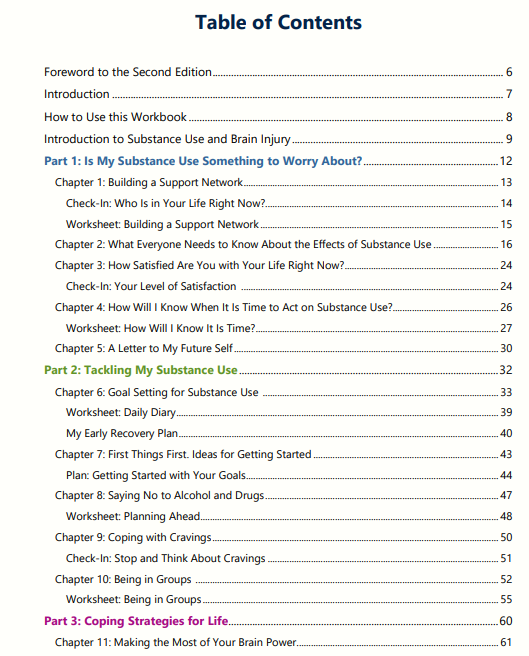 Table of Contents
Foreword to the Second Edition 6
Introduction 7
How to Use this Workbook 8
Introduction to Substance Use and Brain Injury 9
Part 1: Is My Substance Use Something to Worry About? 12
Chapter 1: Building a Support Network 13
Check-In: Who Is in Your Life Right Now? 14
Worksheet: Building a Support Network 15
Chapter 2: What Everyone Needs to Know About the Effects of Substance Use 16
Chapter 3: How Satisfied Are You with Your Life Right Now? 24
Check-In: Your Level of Satisfaction 24
Chapter 4: How Will I Know When It Is Time to Act on Substance Use? 26
Worksheet: How Will I Know It Is Time? 27
Chapter 5: A Letter to My Future Self 30
Part 2: Tackling My Substance Use 32
Chapter 6: Goal Setting for Substance Use 33
Worksheet: Daily Diary 39
My Early Recovery Plan 40
Chapter 7: First Things First. Ideas for Getting Started 43
Plan: Getting Started with Your Goals 44
Chapter 8: Saying No to Alcohol and Drugs 47
Worksheet: Planning Ahead 48
Chapter 9: Coping with Cravings 50
Check-In: Stop and Think About Cravings 51
Chapter 10: Being in Groups 52
Worksheet: Being in Groups 55
Part 3: Coping Strategies for Life 60
Chapter 11: Making the Most of Your Brain Power 61